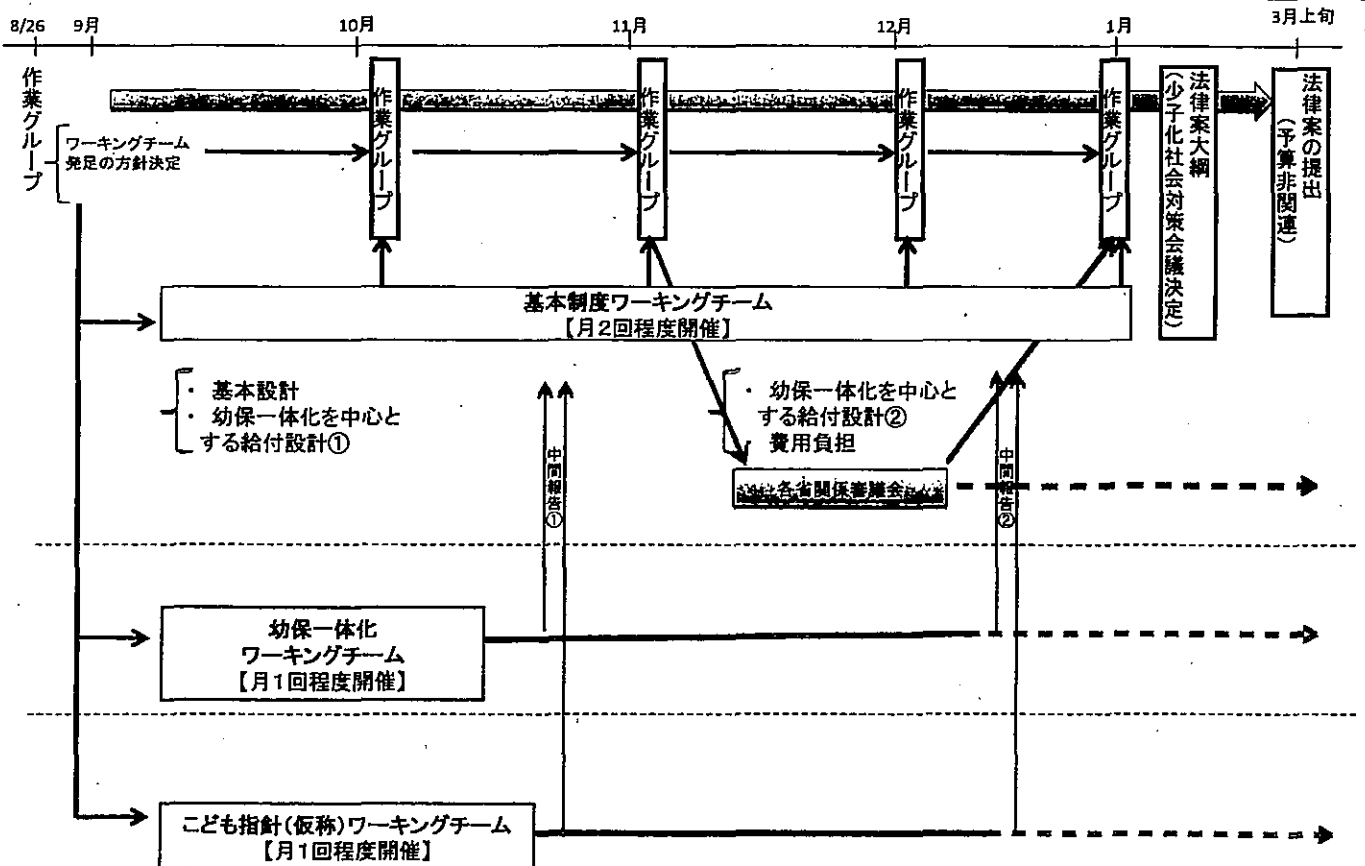 8/26
9月
10月
11月
12月
1月
3月上旬
作業グループ
ワーキングチーム
発足の方針決定
作業グループ
作業グループ
作業グループ
作業グループ
法律案大綱
(少子化社会対策会議決定)
法律案の提出
(予算非関連)
基本制度ワーキングチーム
【月2回程度開催】
・ 基本設計
・ 幼保一体化を中心と
する給付設計①
・ 幼保一体化を中心と
する給付設計②
・ 費用負担
中間報告①
各省関係審議会
中間報告②
幼保一体化
ワーキングチーム
【月1回程度開催】
こども指針(仮称)ワーキングチーム
【月1回程度開催】